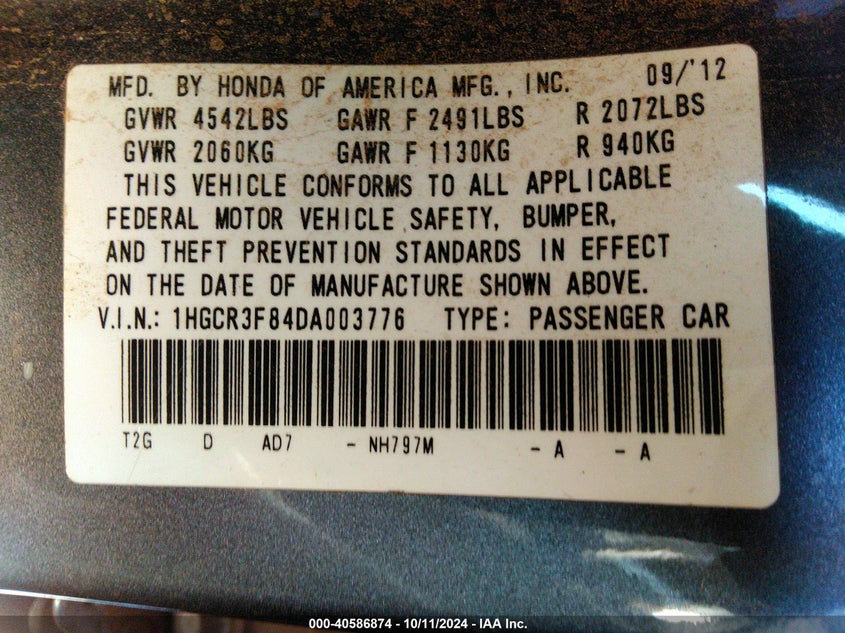 MFD. BY HONDA OF AMERICA MFG., INC. 09/'12
GVWR 4542LBS GAWR F 2491LBS R 2072LBS
GVWR 2060KG GAWR F 1130KG R 940KG
THIS VEHICLE CONFORMS TO ALL APPLICABLE
FEDERAL MOTOR VEHICLE SAFETY, BUMPER,
AND THEFT PREVENTION STANDARDS IN EFFECT
ON THE DATE OF MANUFACTURE SHOWN ABOVE.
V.I.N.: 1HGCR3F84DA003776 TYPE: PASSENGER CAR
T2G D AD7 - NH797M - A - A
000-40586874 - 10/11/2024 - IAA Inc.